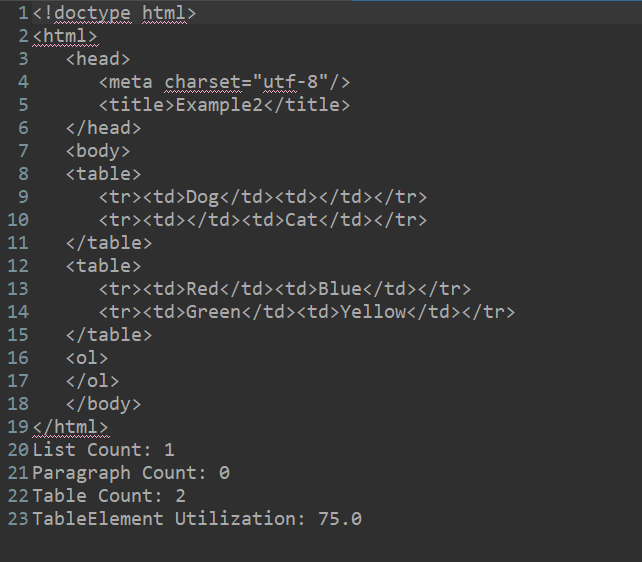 1 <!doctype html>
2 <html>
3    <head>
4       <meta charset="utf-8"/>
5       <title>Example2</title>
6    </head>
7    <body>
8    <table>
9       <tr><td>Dog</td><td></td></tr>
10       <tr><td></td><td>Cat</td></tr>
11    </table>
12    <table>
13       <tr><td>Red</td><td>Blue</td></tr>
14       <tr><td>Green</td><td>Yellow</td></tr>
15    </table>
16    <ol>
17    </ol>
18    </body>
19 </html>
20 List Count: 1
21 Paragraph Count: 0
22 Table Count: 2
23 TableElement Utilization: 75.0